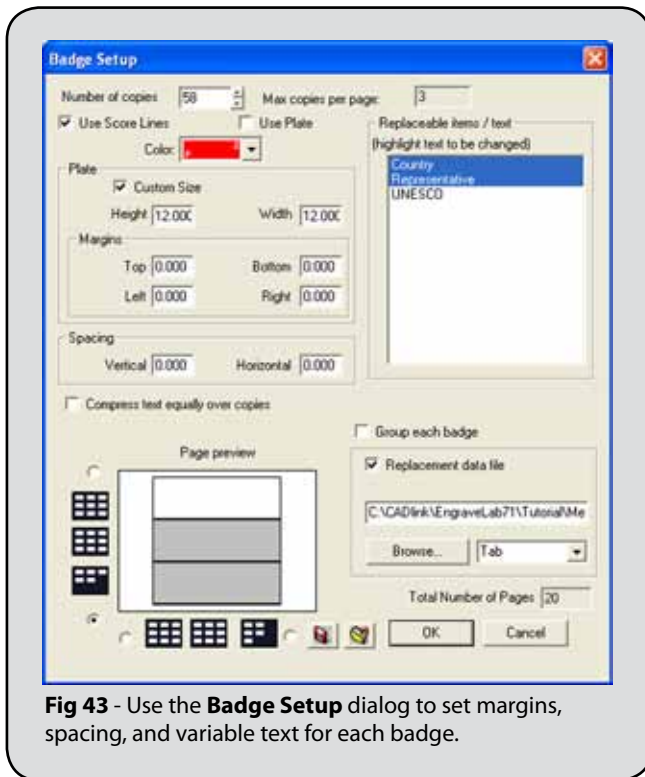 Badge Setup
Number of copies 58 Max copies per page: 3
Use Score Lines Use Plate
Color:
Replaceable items / text
(highlight text to be changed)
Country
Representative
UNESCO
Plate
Custom Size
Height 12.000 Width 12.000
Margins
Top 0.000 Bottom 0.000
Left 0.000 Right 0.000
Spacing
Vertical 0.000 Horizontal 0.000
Compress text equally over copies
Page preview
Group each badge
Replacement data file
C:\CADlink\EngraveLab71\Tutorial\Me
Browse... Tab
Total Number of Pages 20
OK Cancel
Fig 43 - Use the Badge Setup dialog to set margins,
spacing, and variable text for each badge.